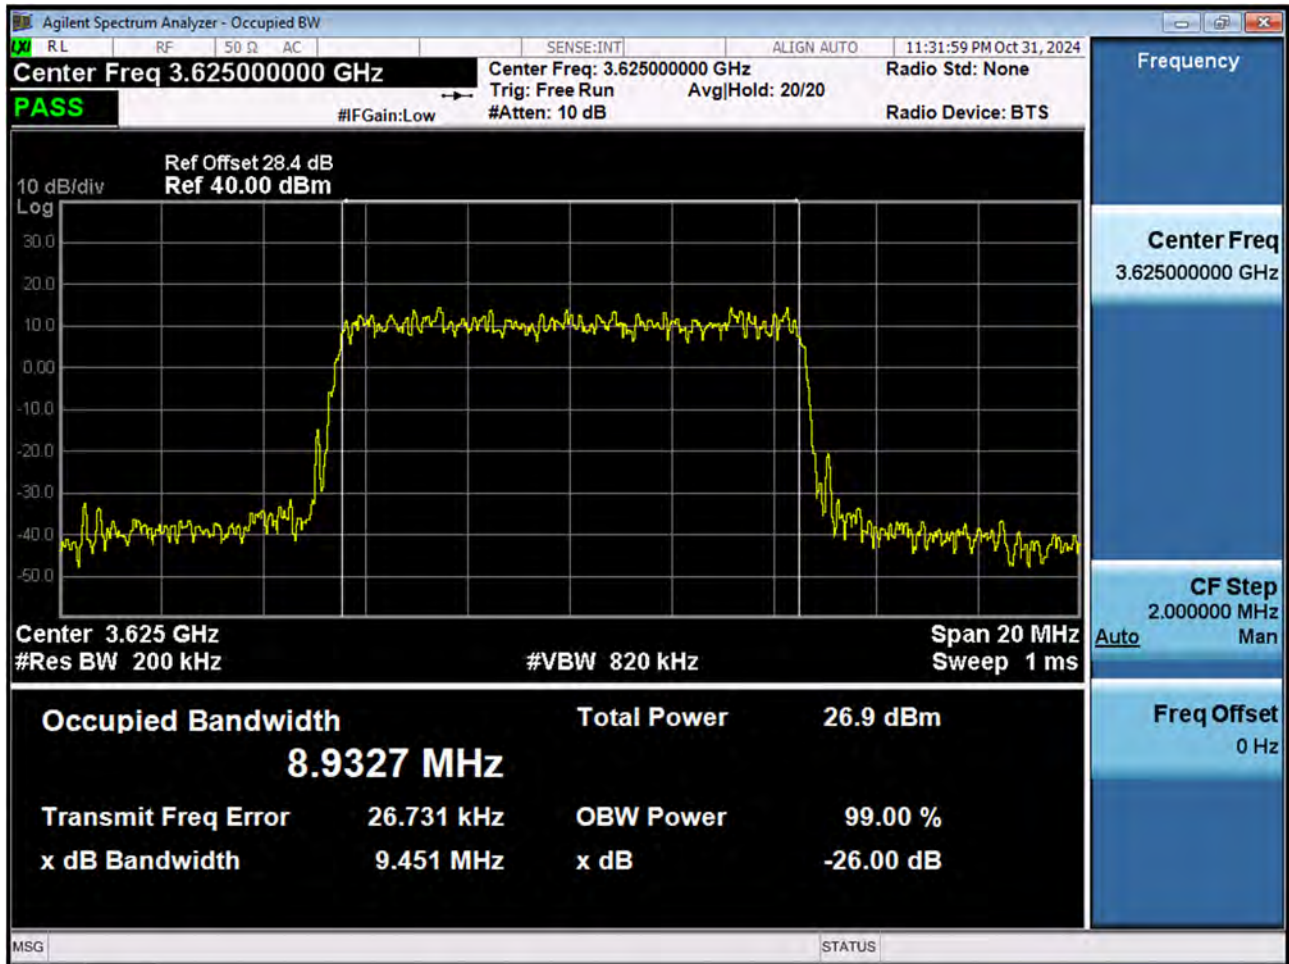 Agilent Spectrum Analyzer - Occupied BW
LXI RL RF 50 Ω AC SENSE:INT ALIGN AUTO 11:31:59 PM Oct 31, 2024
Center Freq 3.625000000 GHz Center Freq: 3.625000000 GHz Radio Std: None
Trig: Free Run Avg|Hold: 20/20
PASS #IFGain:Low #Atten: 10 dB Radio Device: BTS
Ref Offset 28.4 dB
10 dB/div Ref 40.00 dBm
Log
30.0
20.0
10.0
0.00
-10.0
-20.0
-30.0
-40.0
-50.0
Center 3.625 GHz Span 20 MHz
#Res BW 200 kHz #VBW 820 kHz Sweep 1 ms
Occupied Bandwidth Total Power 26.9 dBm
8.9327 MHz
Transmit Freq Error 26.731 kHz OBW Power 99.00 %
x dB Bandwidth 9.451 MHz x dB -26.00 dB
MSG STATUS
Frequency
Center Freq
3.625000000 GHz
CF Step
2.000000 MHz
Auto Man
Freq Offset
0 Hz